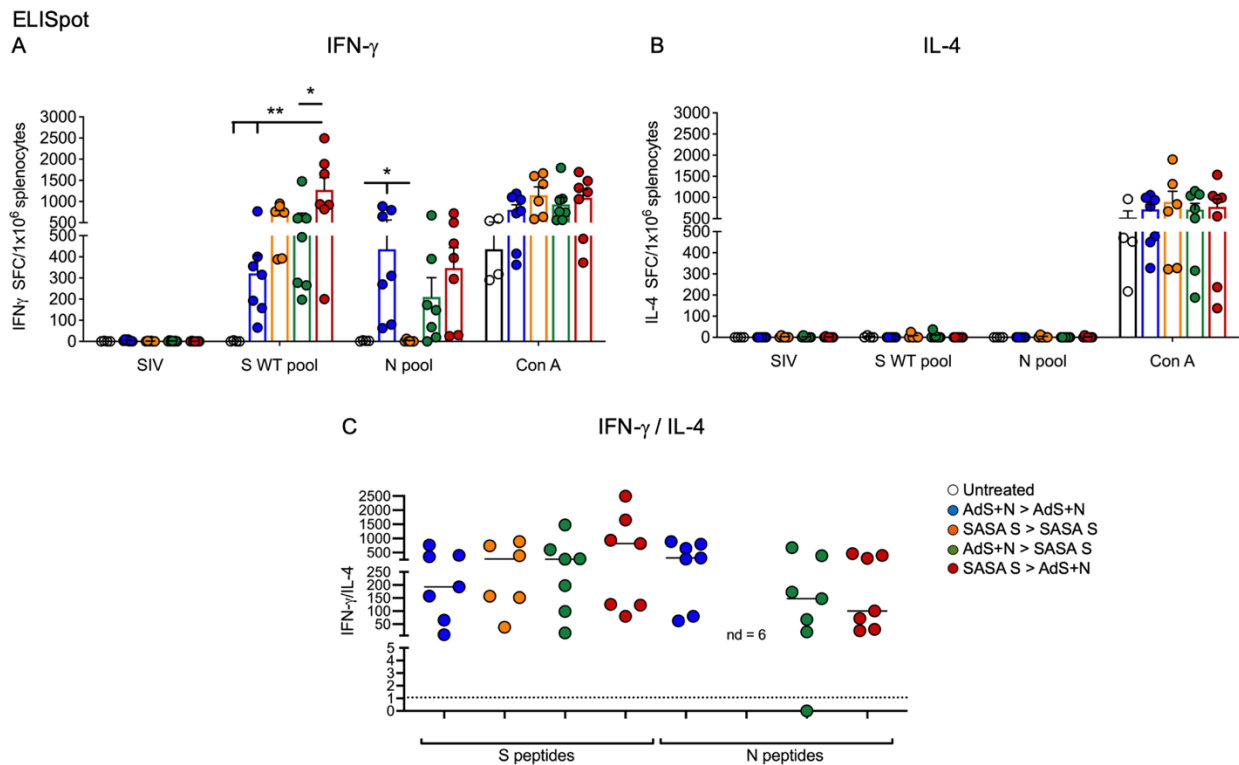 ELISpot
A
IFN-γ
IFNγ SFC/1x10⁶ splenocytes
3000
2500
2000
1500
1000
500
500
400
300
200
100
0
**
*
*
SIV
S WT pool
N pool
Con A
B
IL-4
IL-4 SFC/1x10⁶ splenocytes
3000
2500
2000
1500
1000
500
500
400
300
200
100
0
SIV
S WT pool
N pool
Con A
C
IFN-γ / IL-4
IFN-γ/IL-4
2500
2000
1500
1000
500
250
200
150
100
50
5
4
3
2
1
0
nd = 6
S peptides
N peptides
Untreated
AdS+N > AdS+N
SASA S > SASA S
AdS+N > SASA S
SASA S > AdS+N